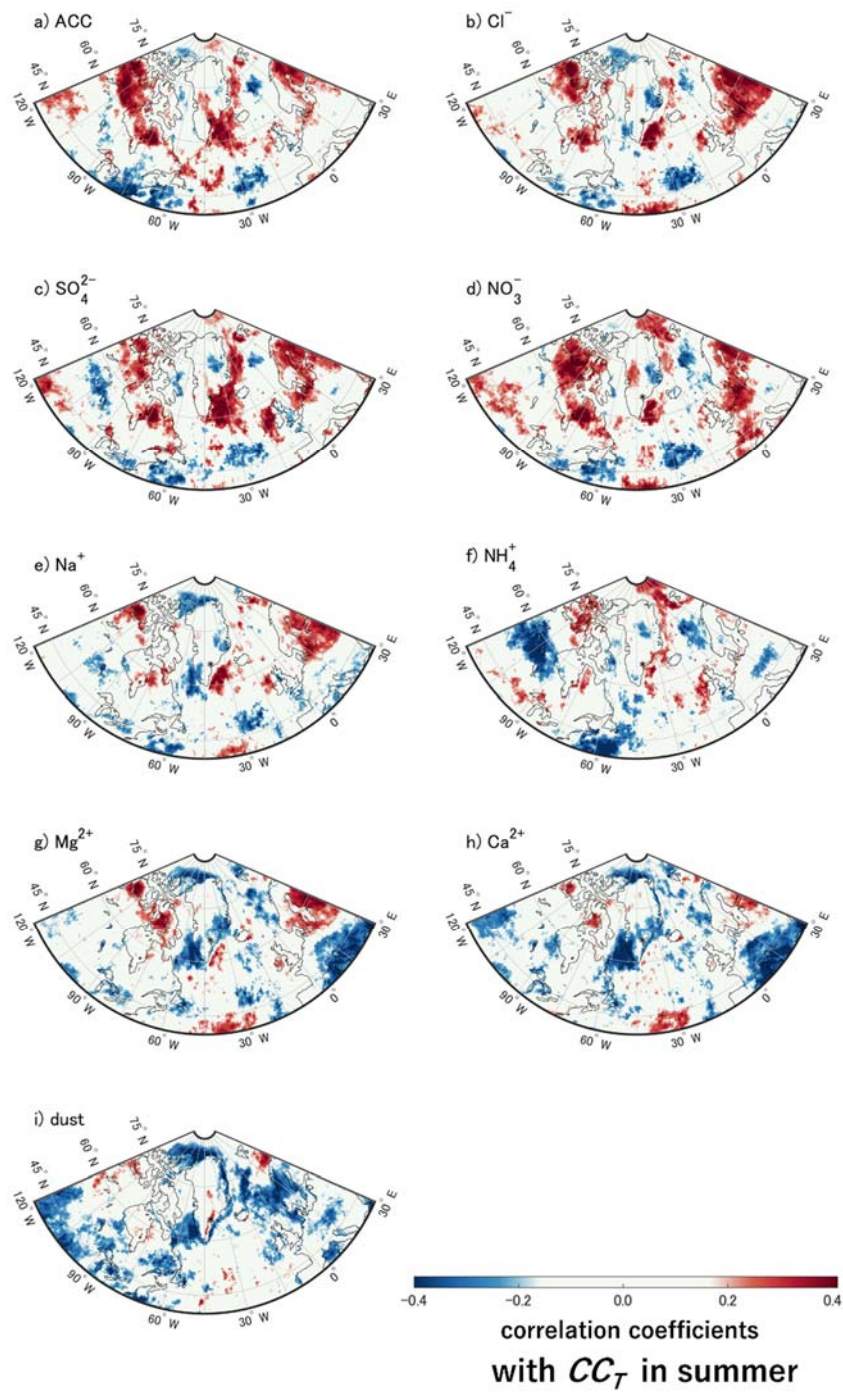 a) ACC
b) Cl⁻
75° N
60° N
45° N
120° W
90° W
60° W
30° W
0°
30° E
75° N
60° N
45° N
120° W
90° W
60° W
30° W
0°
30° E
c) SO₄²⁻
d) NO₃⁻
75° N
60° N
45° N
120° W
90° W
60° W
30° W
0°
30° E
75° N
60° N
45° N
120° W
90° W
60° W
30° W
0°
30° E
e) Na⁺
f) NH₄⁺
75° N
60° N
45° N
120° W
90° W
60° W
30° W
0°
30° E
75° N
60° N
45° N
120° W
90° W
60° W
30° W
0°
30° E
g) Mg²⁺
h) Ca²⁺
75° N
60° N
45° N
120° W
90° W
60° W
30° W
0°
30° E
75° N
60° N
45° N
120° W
90° W
60° W
30° W
0°
30° E
i) dust
75° N
60° N
45° N
120° W
90° W
60° W
30° W
0°
30° E
-0.4 -0.2 0.0 0.2 0.4
correlation coefficients
with CC_T in summer